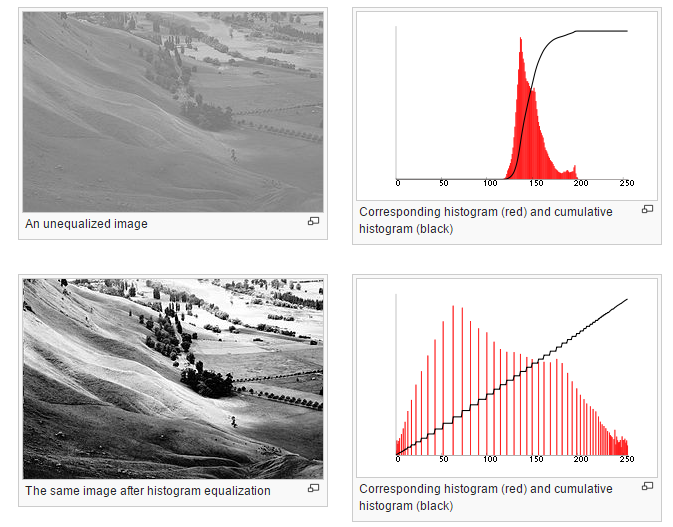 An unequalized image
0 50 100 150 200 250
Corresponding histogram (red) and cumulative
histogram (black)
The same image after histogram equalization
0 50 100 150 200 250
Corresponding histogram (red) and cumulative
histogram (black)